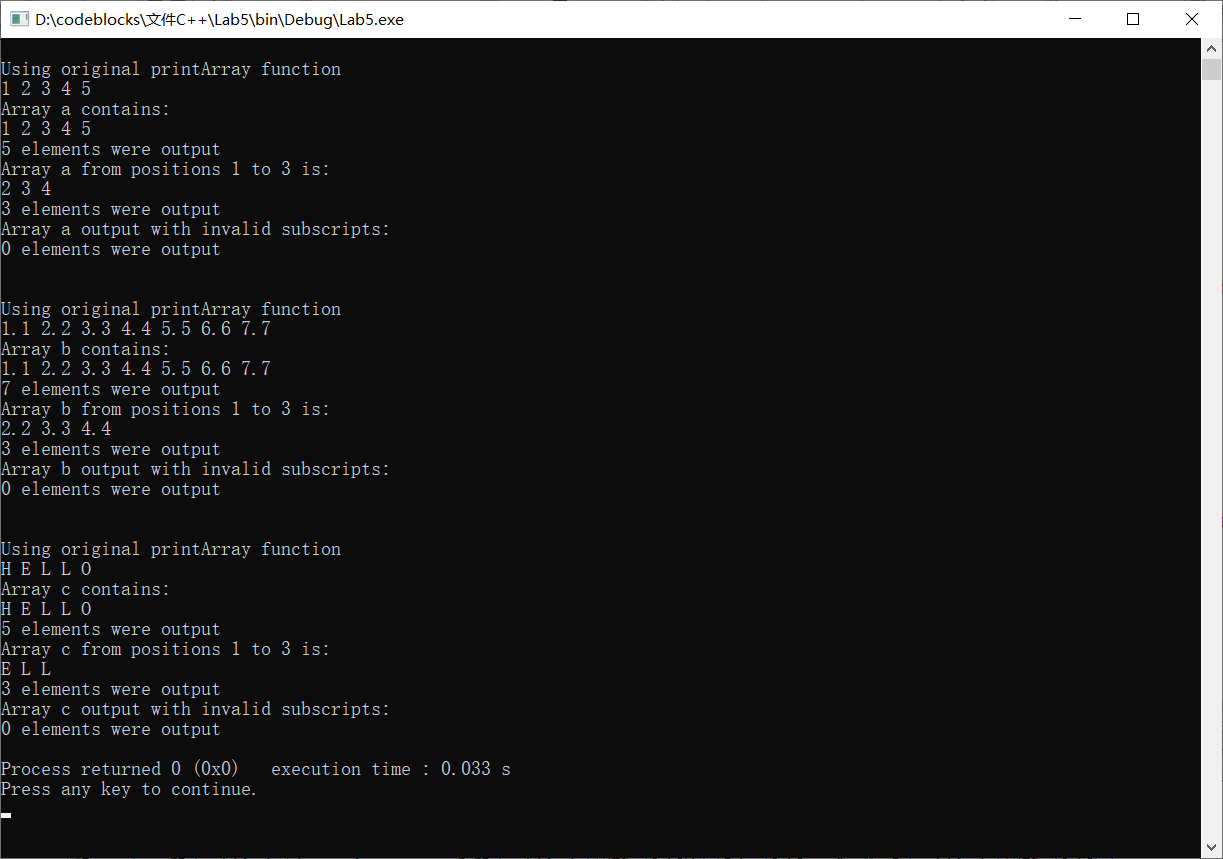 D:\codeblocks\文件C++\Lab5\bin\Debug\Lab5.exe
Using original printArray function
1 2 3 4 5
Array a contains:
1 2 3 4 5
5 elements were output
Array a from positions 1 to 3 is:
2 3 4
3 elements were output
Array a output with invalid subscripts:
0 elements were output
Using original printArray function
1.1 2.2 3.3 4.4 5.5 6.6 7.7
Array b contains:
1.1 2.2 3.3 4.4 5.5 6.6 7.7
7 elements were output
Array b from positions 1 to 3 is:
2.2 3.3 4.4
3 elements were output
Array b output with invalid subscripts:
0 elements were output
Using original printArray function
H E L L O
Array c contains:
H E L L O
5 elements were output
Array c from positions 1 to 3 is:
E L L
3 elements were output
Array c output with invalid subscripts:
0 elements were output
Process returned 0 (0x0)   execution time : 0.033 s
Press any key to continue.